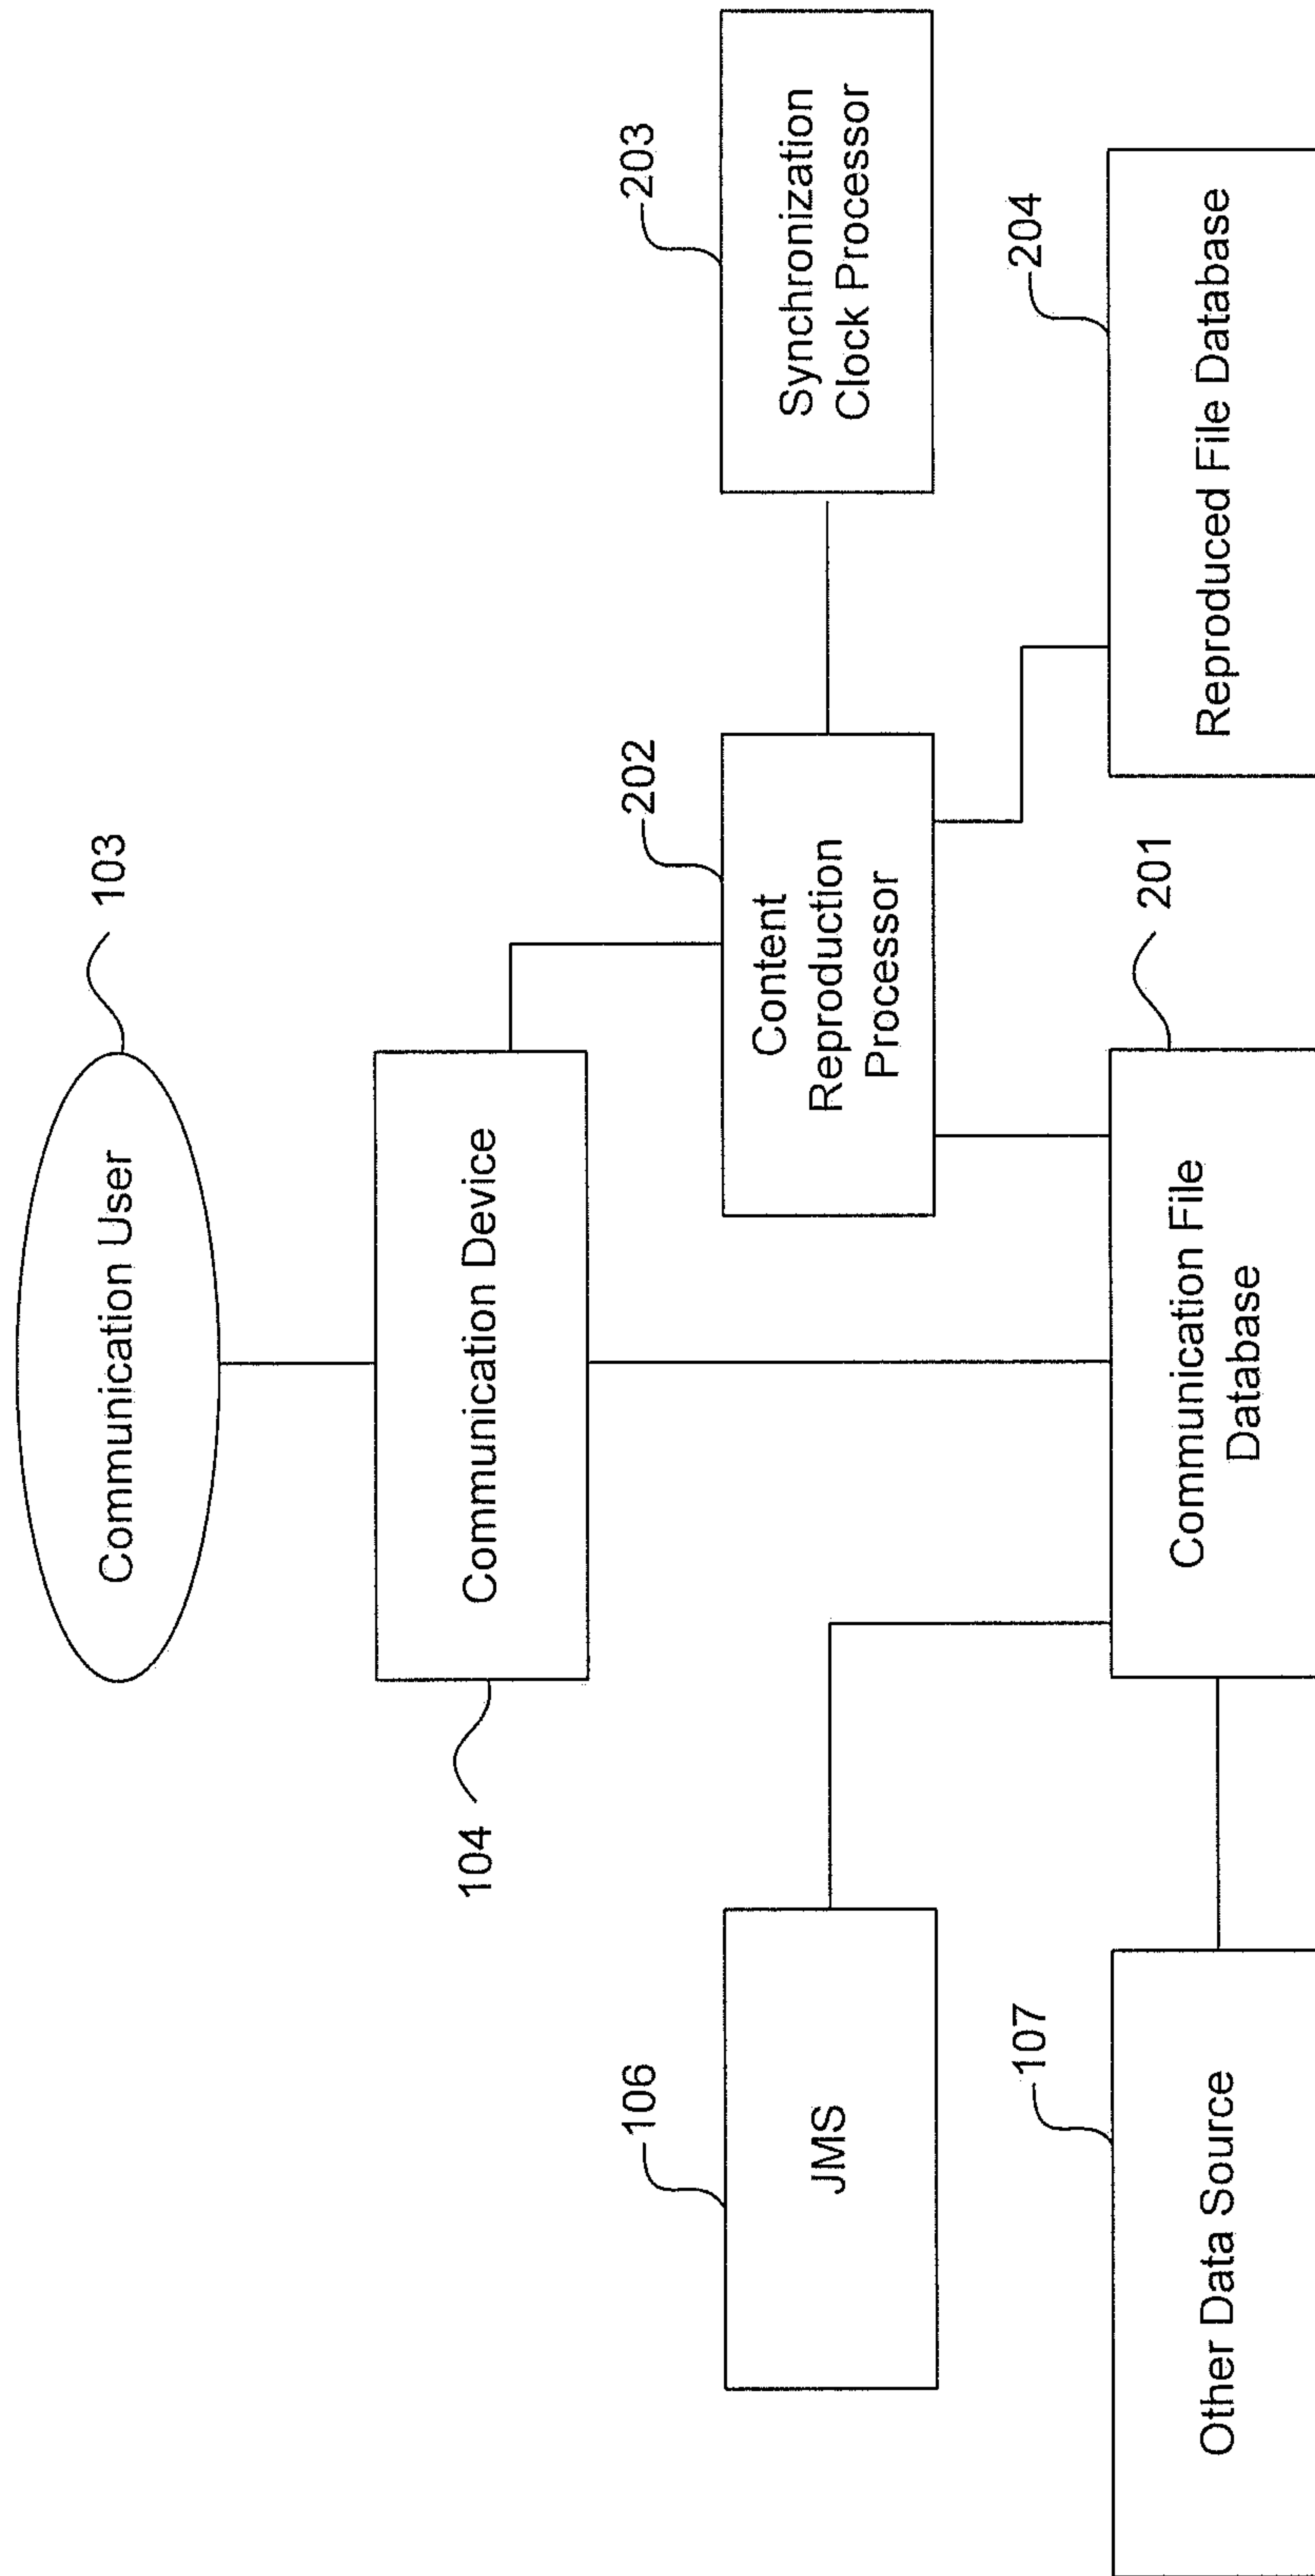 103
Communication User
Communication Device
104
106
JMS
202
Content
Reproduction
Processor
203
Synchronization
Clock Processor
107
Other Data Source
201
Communication File
Database
204
Reproduced File Database